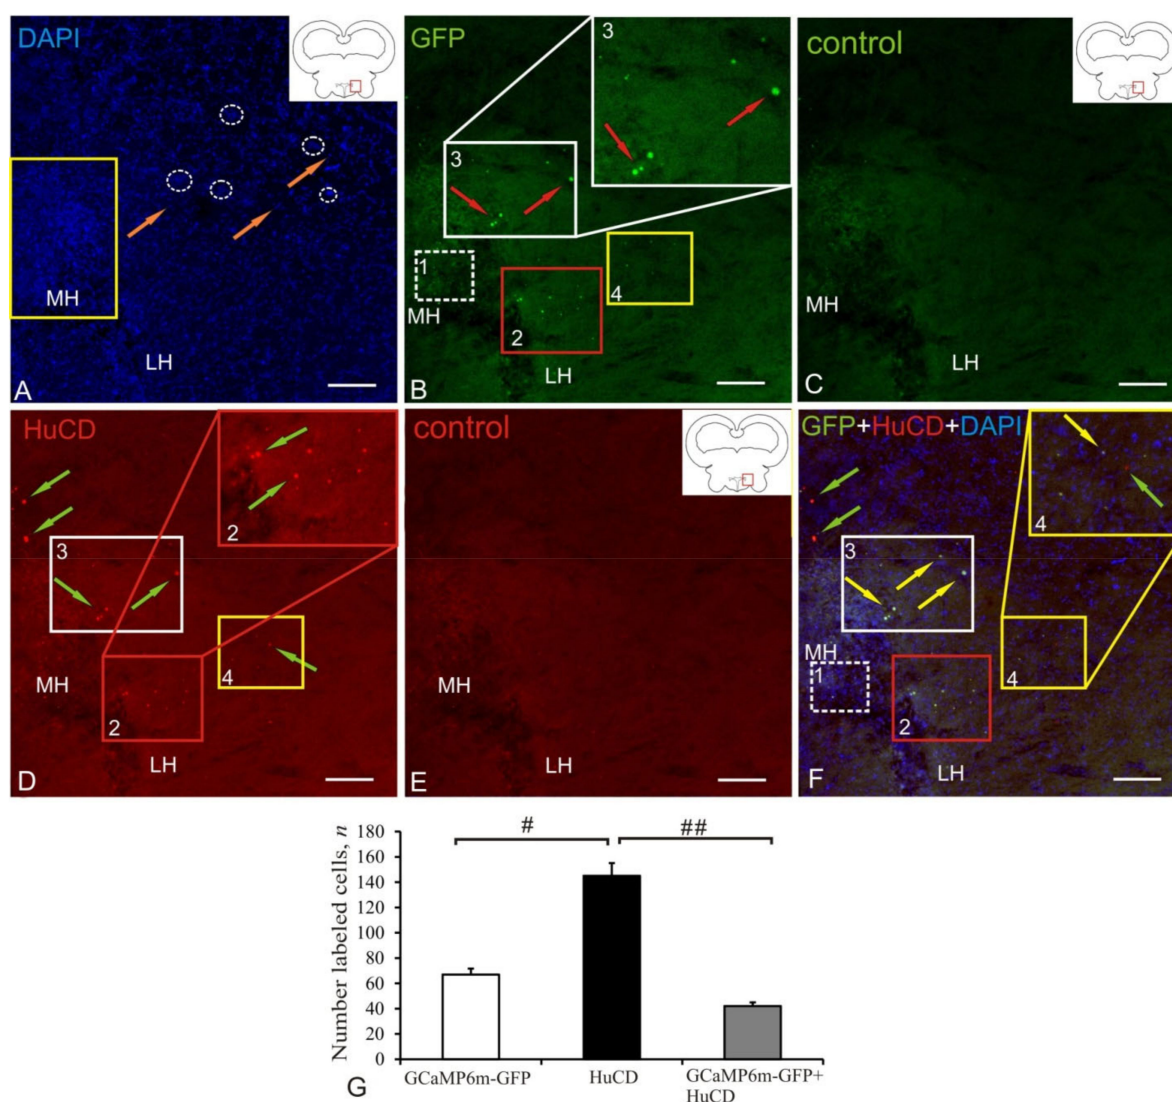 DAPI
MH
LH
A
GFP
3
3
1
MH
2
4
LH
B
control
MH
LH
C
HuCD
2
3
MH
4
2
LH
D
control
MH
LH
E
GFP+HuCD+DAPI
4
3
MH
1
4
2
LH
F
Number labeled cells, n
180
160
140
120
100
80
60
40
20
0
#
##
GCaMP6m-GFP
HuCD
GCaMP6m-GFP+
HuCD
G